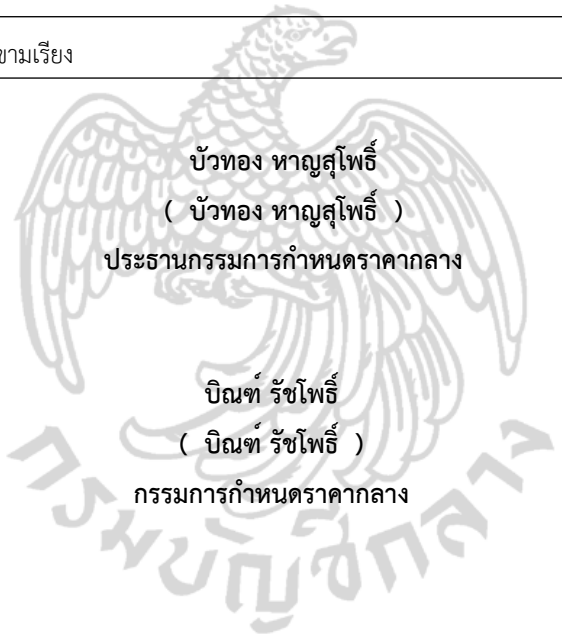 ขามเรียง
บัวทอง หาญสุโพธิ์
( บัวทอง หาญสุโพธิ์ )
ประธานกรรมการกำหนดราคากลาง
บิณฑ์ รัชโพธิ์
( บิณฑ์ รัชโพธิ์ )
กรรมการกำหนดราคากลาง
กรมบัญชีกลาง